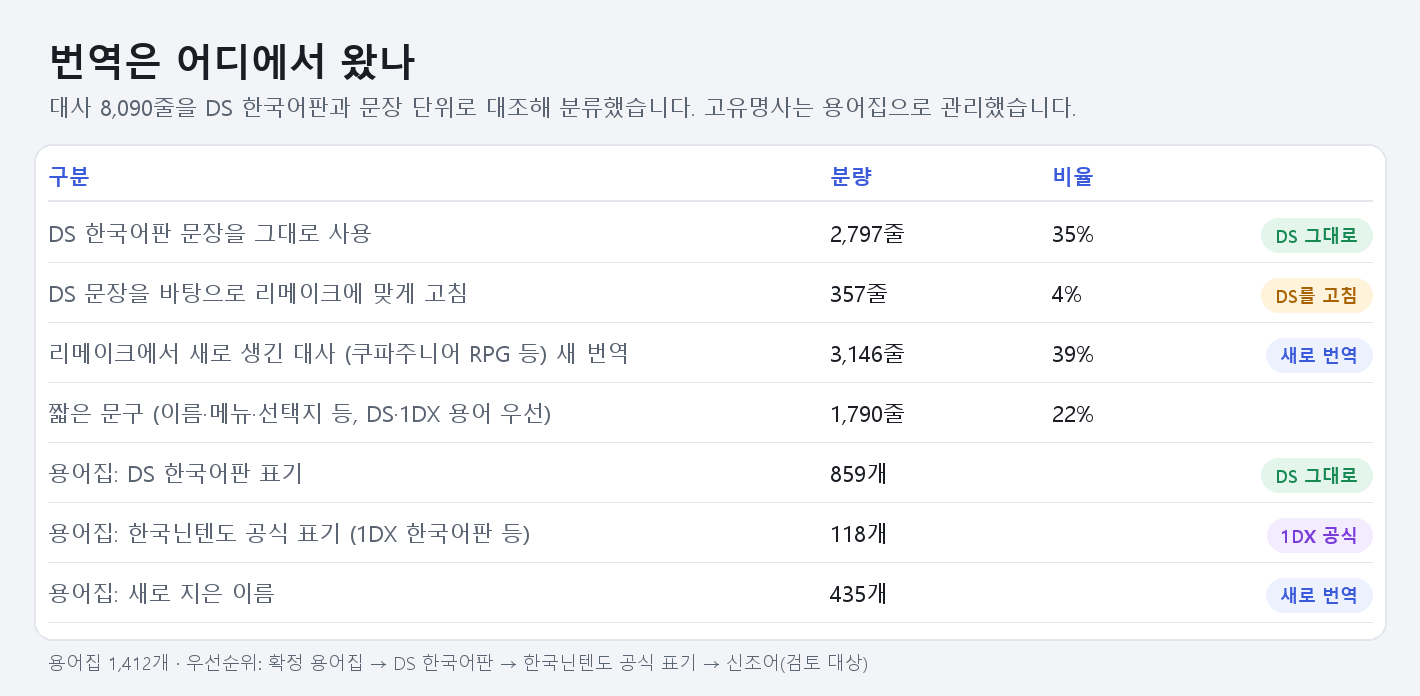 번역은 어디에서 왔나
대사 8,090줄을 DS 한국어판과 문장 단위로 대조해 분류했습니다. 고유명사는 용어집으로 관리했습니다.
구분 분량 비율
DS 한국어판 문장을 그대로 사용 2,797줄 35% DS 그대로
DS 문장을 바탕으로 리메이크에 맞게 고침 357줄 4% DS를 고침
리메이크에서 새로 생긴 대사 (쿠파주니어 RPG 등) 새 번역 3,146줄 39% 새로 번역
짧은 문구 (이름·메뉴·선택지 등, DS·1DX 용어 우선) 1,790줄 22%
용어집: DS 한국어판 표기 859개 DS 그대로
용어집: 한국닌텐도 공식 표기 (1DX 한국어판 등) 118개 1DX 공식
용어집: 새로 지은 이름 435개 새로 번역
용어집 1,412개 · 우선순위: 확정 용어집 → DS 한국어판 → 한국닌텐도 공식 표기 → 신조어(검토 대상)